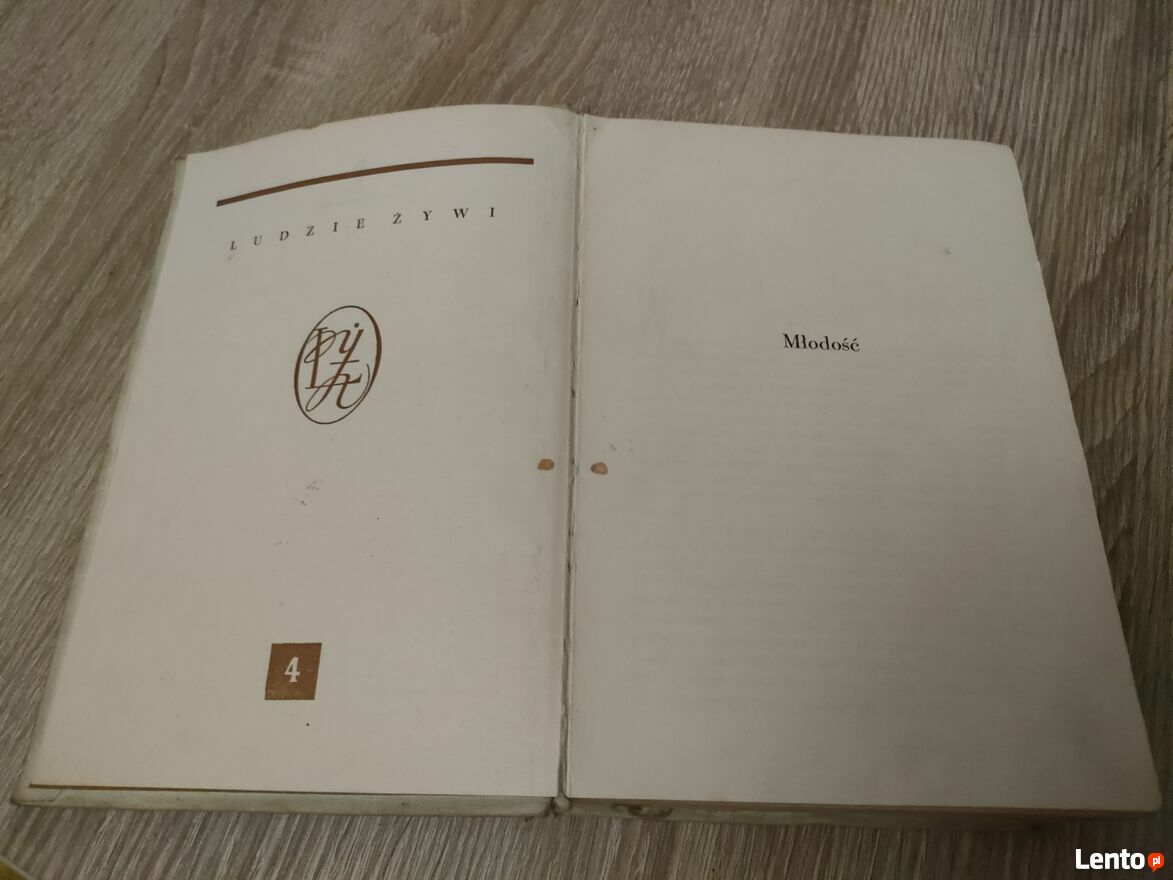 LUDZIE ŻYWI
4
Młodość
Lento.pl